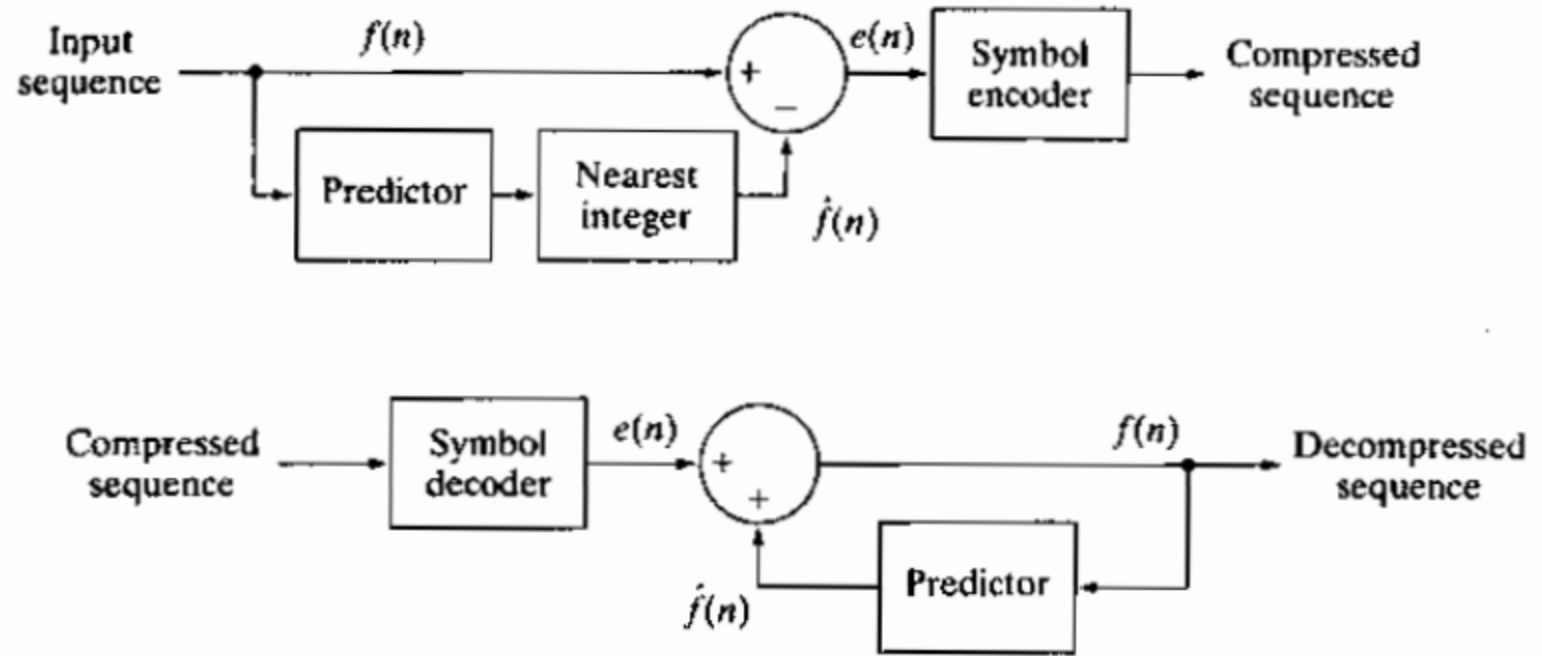 Input
sequence
f(n)
+
−
e(n)
Symbol
encoder
Compressed
sequence
Predictor
Nearest
integer
f̂(n)
Compressed
sequence
Symbol
decoder
e(n)
+
+
f(n)
Decompressed
sequence
Predictor
f̂(n)